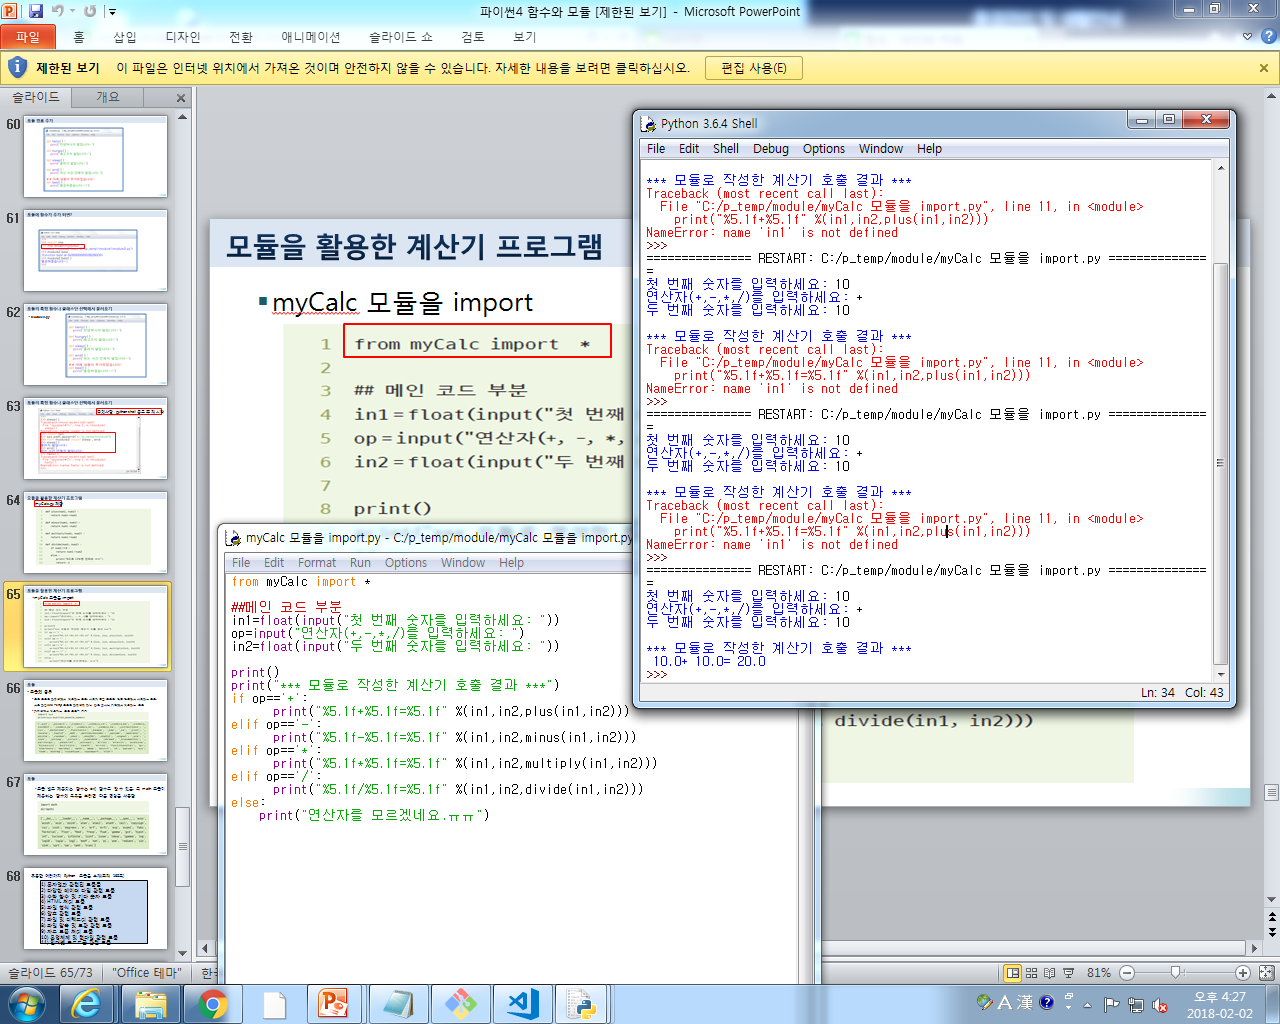 파이썬4 함수와 모듈 [제한된 보기] - Microsoft PowerPoint
파일 홈 삽입 디자인 전환 애니메이션 슬라이드 쇼 검토 보기
제한된 보기 이 파일은 인터넷 위치에서 가져온 것이며 안전하지 않을 수 있습니다. 자세한 내용을 보려면 클릭하십시오. 편집 사용(E)
슬라이드 개요
60
61
62
63
64
65
66
67
68
모듈을 활용한 계산기 프로그램
myCalc 모듈을 import
1 from myCalc import *
2
3 ## 메인 코드 부분
4 in1=float(input("첫 번째
5 op=input("연산자(+, -, *,
6 in2=float(input("두 번째
7
8 print()
divide(in1, in2)))
Python 3.6.4 Shell
File Edit Shell Debug Options Window Help
*** 모듈로 작성한 계산기 호출 결과 ***
Traceback (most recent call last):
File "C:/p_temp/module/myCalc 모듈을 import.py", line 11, in <module>
print("%5.1f+%5.1f" %(in1,in2,plus(in1,in2)))
NameError: name 'in1' is not defined
>>>
=============== RESTART: C:/p_temp/module/myCalc 모듈을 import.py ==============
=
첫 번째 숫자를 입력하세요: 10
연산자(+,-,*,/)를 입력하세요: +
두 번째 숫자를 입력하세요: 10
*** 모듈로 작성한 계산기 호출 결과 ***
Traceback (most recent call last):
File "C:/p_temp/module/myCalc 모듈을 import.py", line 11, in <module>
print("%5.1f+%5.1f=%5.1f" %(in1,in2,plus(in1,in2)))
NameError: name 'in1' is not defined
>>>
=============== RESTART: C:/p_temp/module/myCalc 모듈을 import.py ==============
=
첫 번째 숫자를 입력하세요: 10
연산자(+,-,*,/)를 입력하세요: +
두 번째 숫자를 입력하세요: 10
*** 모듈로 작성한 계산기 호출 결과 ***
Traceback (most recent call last):
File "C:/p_temp/module/myCalc 모듈을 import.py", line 11, in <module>
print("%5.1f+%5.1f=%5.1f" %(in1,in2,plus(in1,in2)))
NameError: name 'in1' is not defined
>>>
=============== RESTART: C:/p_temp/module/myCalc 모듈을 import.py ==============
=
첫 번째 숫자를 입력하세요: 10
연산자(+,-,*,/)를 입력하세요: +
두 번째 숫자를 입력하세요: 10
*** 모듈로 작성한 계산기 호출 결과 ***
10.0+ 10.0= 20.0
>>>
Ln: 34 Col: 43
myCalc 모듈을 import.py - C:/p_temp/module/myCalc 모듈을 import.py
File Edit Format Run Options Window Help
from myCalc import *
##메인 코드 부분
in1=float(input("첫 번째 숫자를 입력하세요: "))
op=input("연산자(+,-,*,/)를 입력하세요: ")
in2=float(input("두 번째 숫자를 입력하세요: "))
print()
print("*** 모듈로 작성한 계산기 호출 결과 ***")
if op=='+':
print("%5.1f+%5.1f=%5.1f" %(in1,in2,plus(in1,in2)))
elif op=='-':
print("%5.1f-%5.1f=%5.1f" %(in1,in2,minus(in1,in2)))
elif op=='*':
print("%5.1f*%5.1f=%5.1f" %(in1,in2,multiply(in1,in2)))
elif op=='/':
print("%5.1f/%5.1f=%5.1f" %(in1,in2,divide(in1,in2)))
else:
print("연산자를 모르겠네요.ㅠㅠ")
슬라이드 65/73 "Office 테마" 한국 81%
A 漢
오후 4:27
2018-02-02